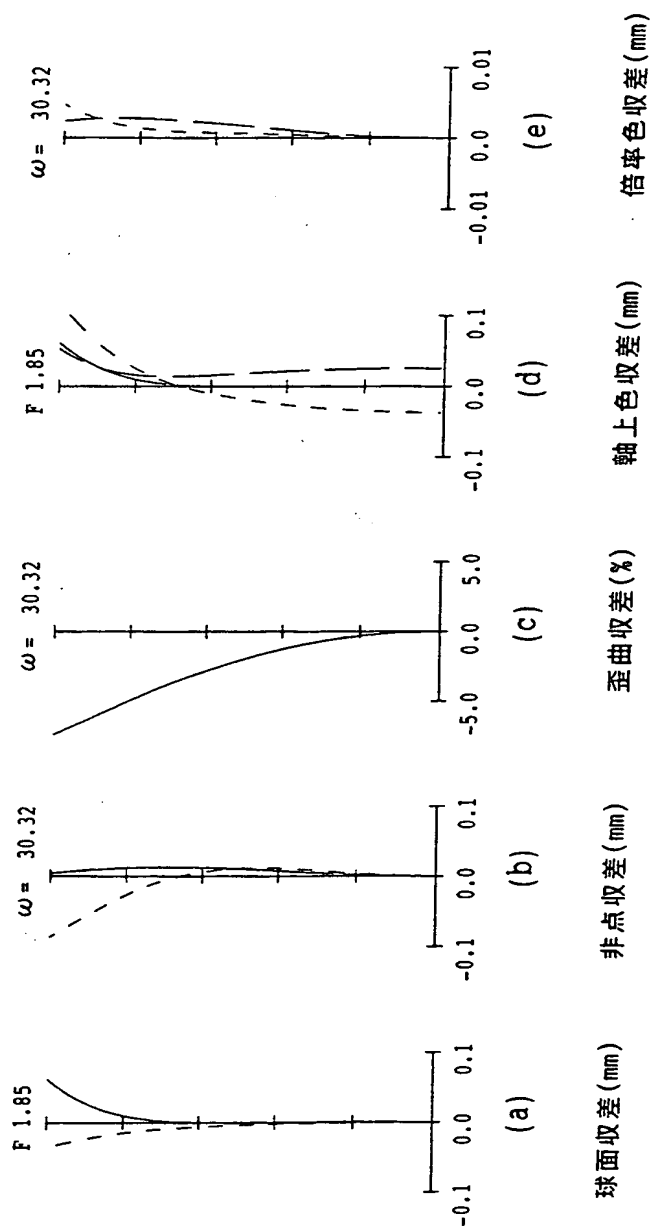 F 1.85
-0.1 0.0 0.1
(a)
球面収差(mm)
ω= 30.32
-0.1 0.0 0.1
(b)
非点収差(mm)
ω= 30.32
-5.0 0.0 5.0
(c)
歪曲収差(%)
F 1.85
-0.1 0.0 0.1
(d)
軸上色収差(mm)
ω= 30.32
-0.01 0.0 0.01
(e)
倍率色収差(mm)